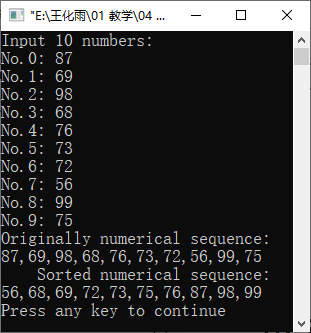 "E:\王化雨\01 教学\04 ...
Input 10 numbers:
No.0: 87
No.1: 69
No.2: 98
No.3: 68
No.4: 76
No.5: 73
No.6: 72
No.7: 56
No.8: 99
No.9: 75
Originally numerical sequence:
87,69,98,68,76,73,72,56,99,75
    Sorted numerical sequence:
56,68,69,72,73,75,76,87,98,99
Press any key to continue